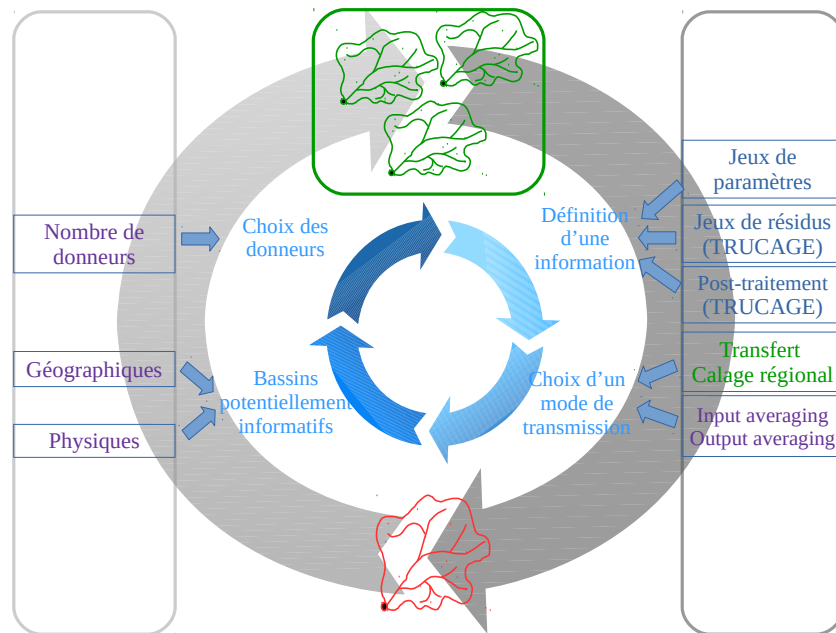 Nombre de
donneurs
Géographiques
Physiques
Choix des
donneurs
Bassins
potentiellement
informatifs
Définition
d’une
information
Choix d’un
mode de
transmission
Jeux de
paramètres
Jeux de résidus
(TRUCAGE)
Post-traitement
(TRUCAGE)
Transfert
Calage régional
Input averaging
Output averaging